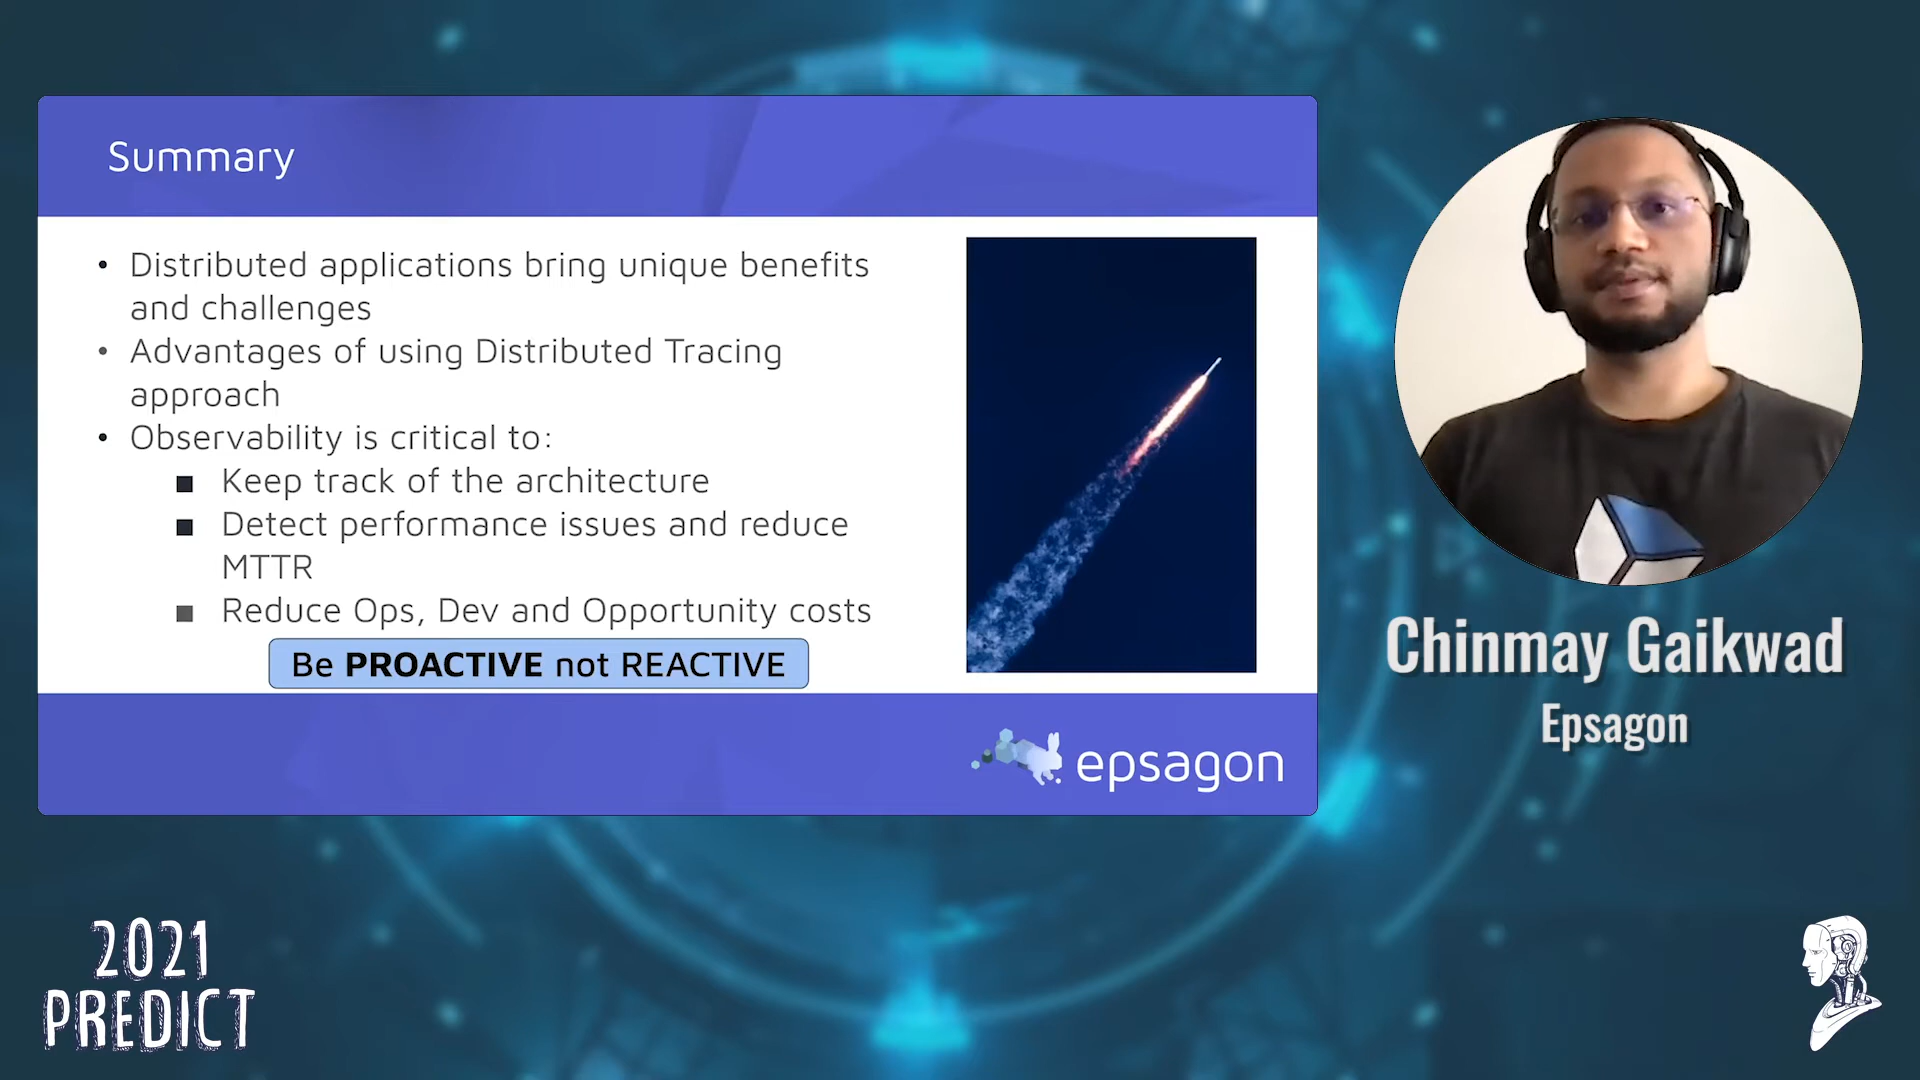 Summary
• Distributed applications bring unique benefits
and challenges
• Advantages of using Distributed Tracing
approach
• Observability is critical to:
■ Keep track of the architecture
■ Detect performance issues and reduce
MTTR
■ Reduce Ops, Dev and Opportunity costs
Be PROACTIVE not REACTIVE
epsagon
Chinmay Gaikwad
Epsagon
2021
PREDICT